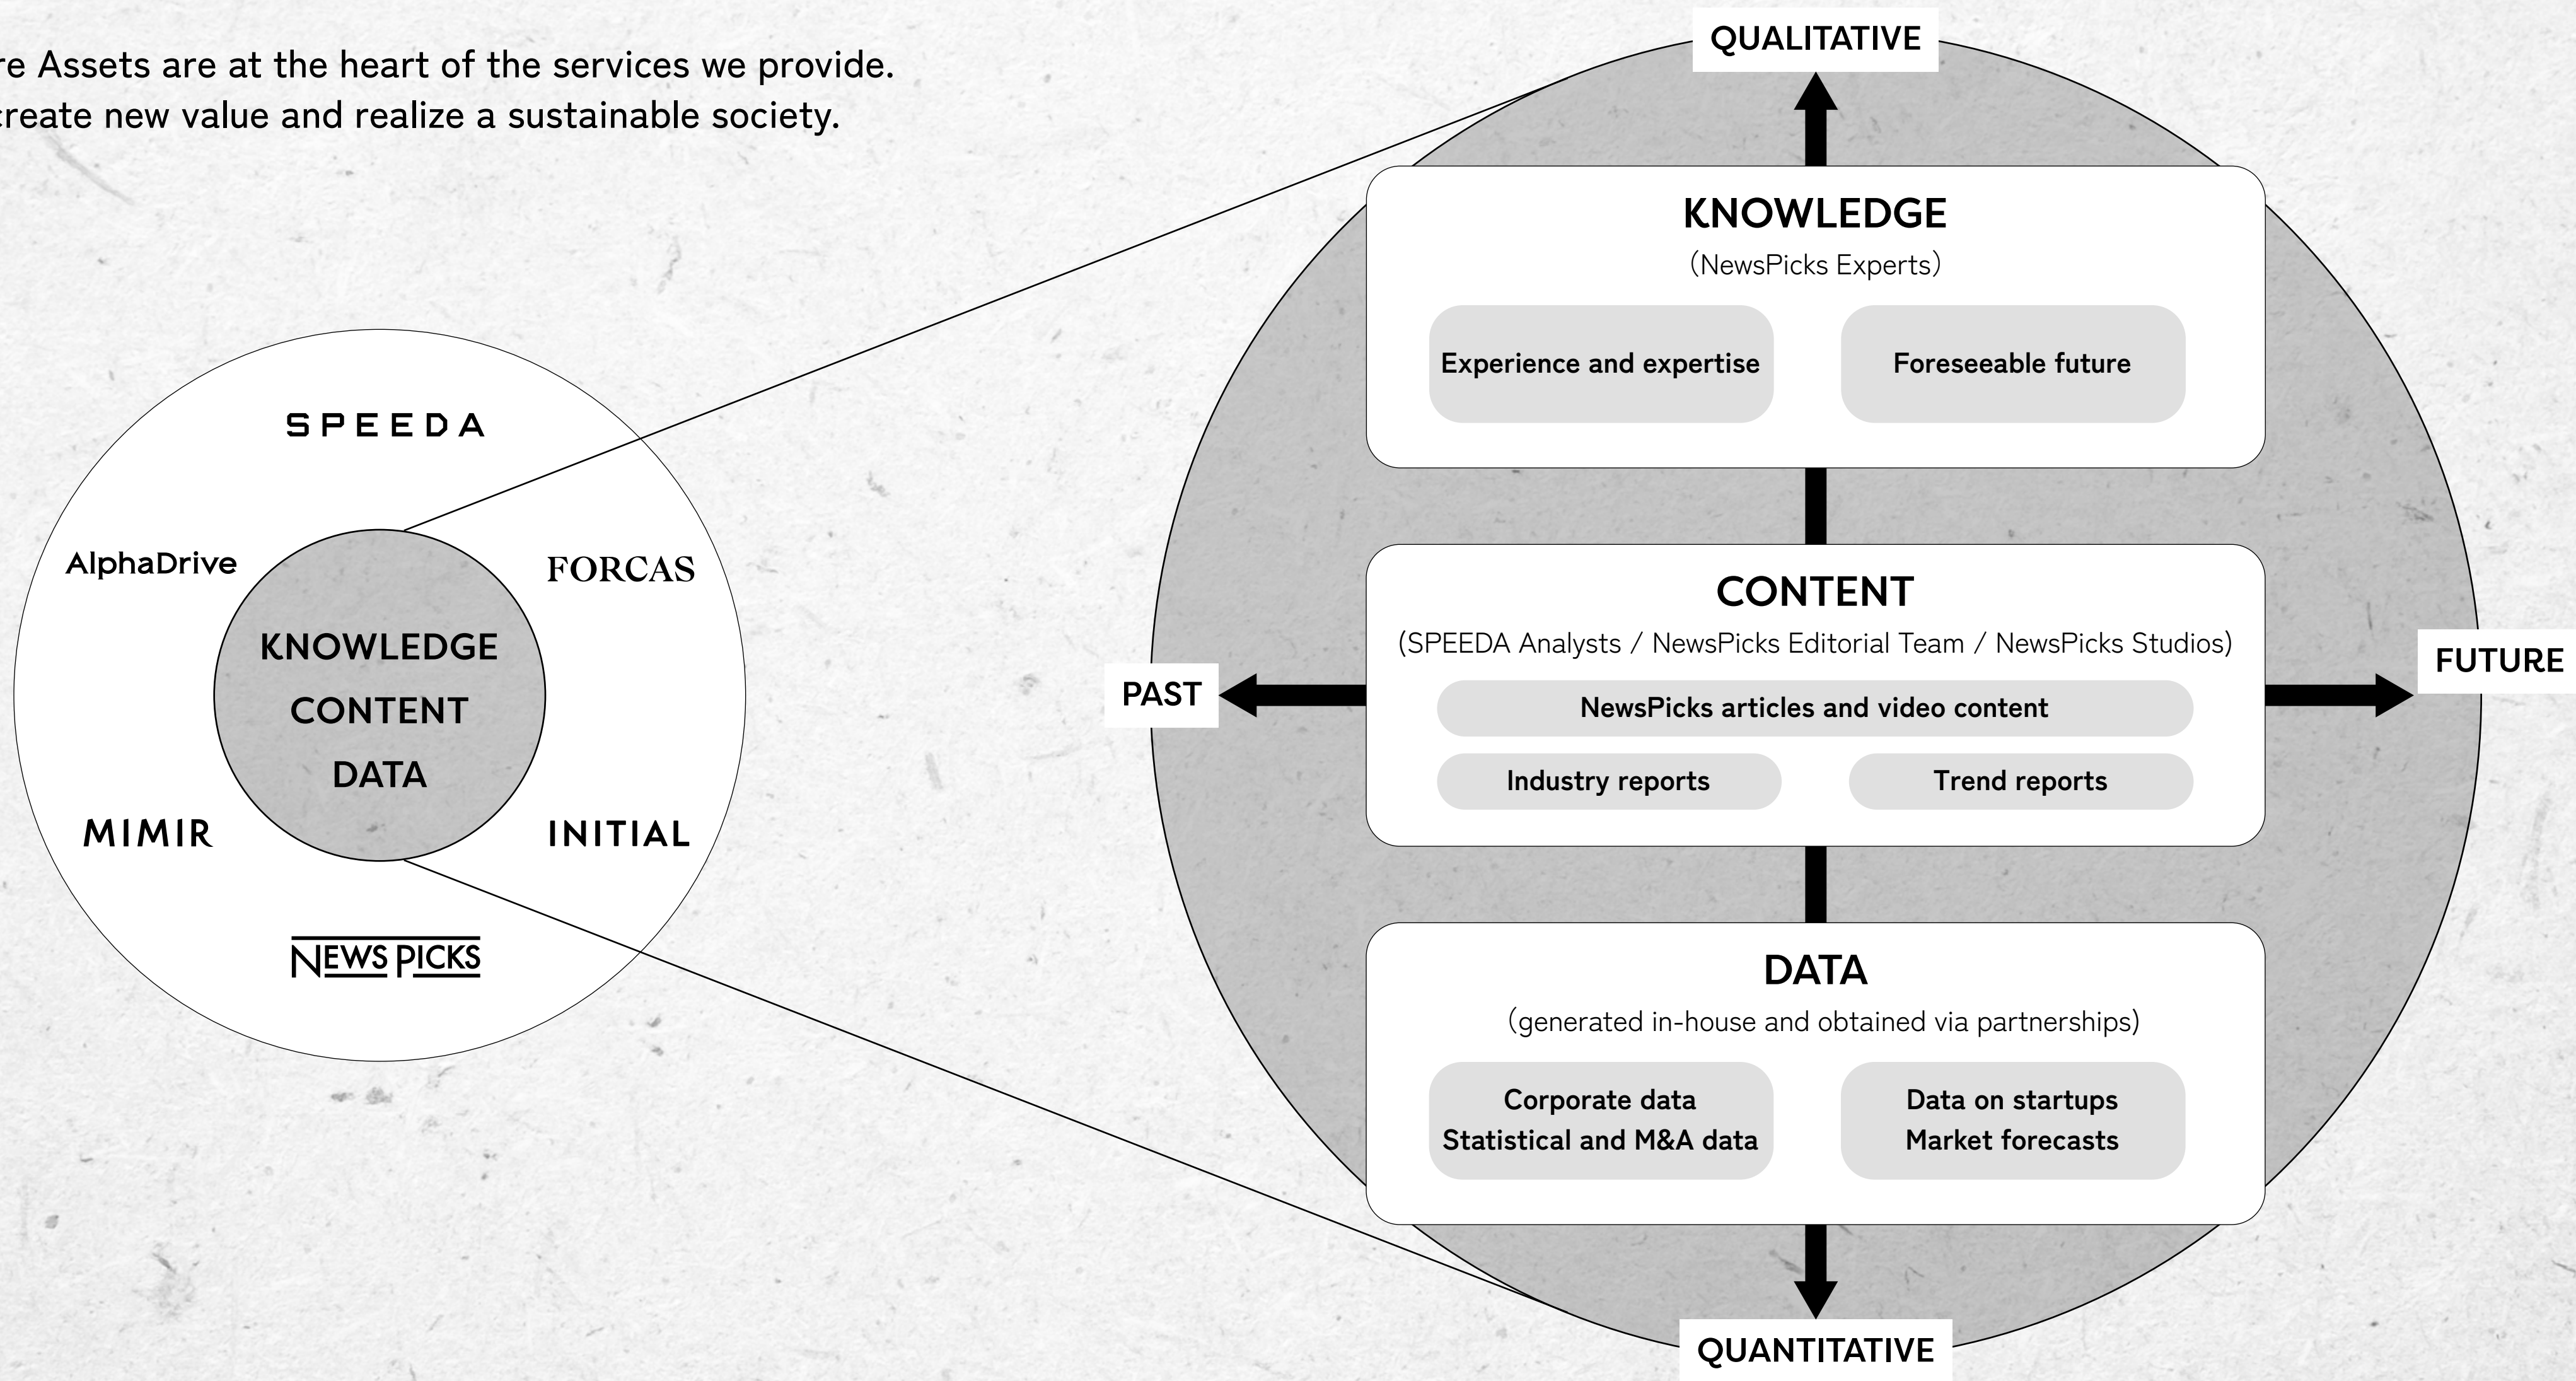 re Assets are at the heart of the services we provide.
create new value and realize a sustainable society.
SPEEDA
AlphaDrive
FORCAS
KNOWLEDGE
CONTENT
DATA
MIMIR
INITIAL
NEWSPICKS
QUALITATIVE
KNOWLEDGE
(NewsPicks Experts)
Experience and expertise
Foreseeable future
CONTENT
(SPEEDA Analysts / NewsPicks Editorial Team / NewsPicks Studios)
PAST
FUTURE
NewsPicks articles and video content
Industry reports
Trend reports
DATA
(generated in-house and obtained via partnerships)
Corporate data
Statistical and M&A data
Data on startups
Market forecasts
QUANTITATIVE